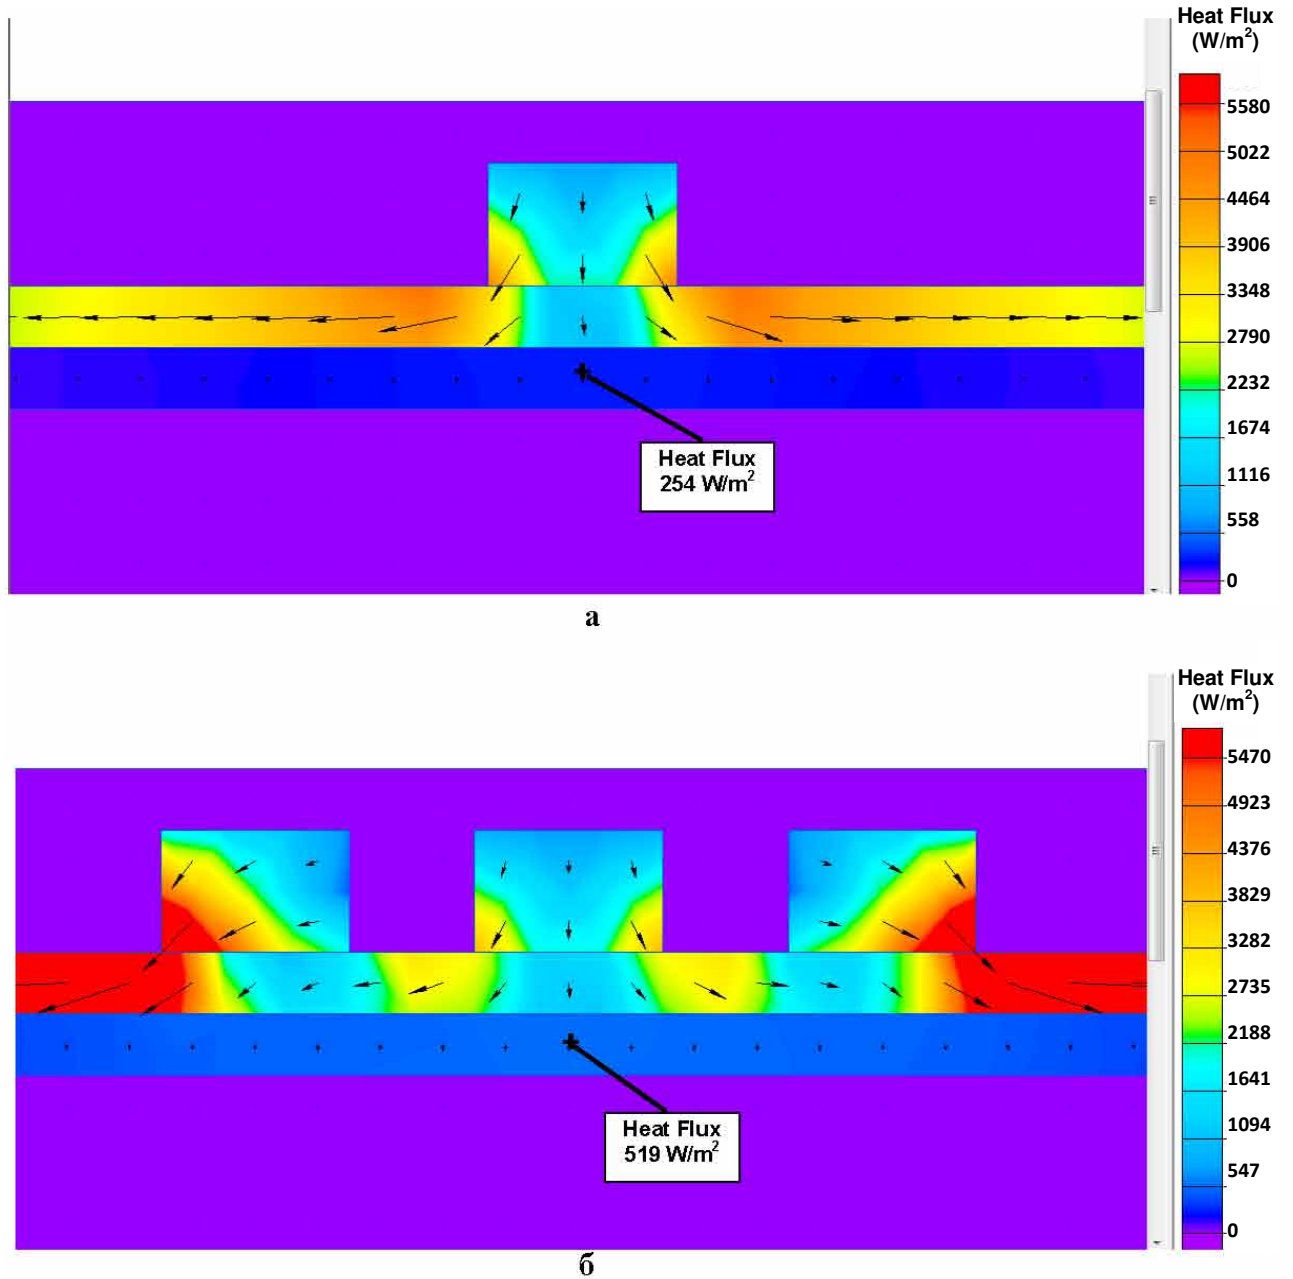 Heat Flux
(W/m²)
5580
5022
4464
3906
3348
2790
2232
1674
1116
558
0
m
Heat Flux
254 W/m²
а
Heat Flux
(W/m²)
5470
4923
4376
3829
3282
2735
2188
1641
1094
547
0
m
Heat Flux
519 W/m²
б